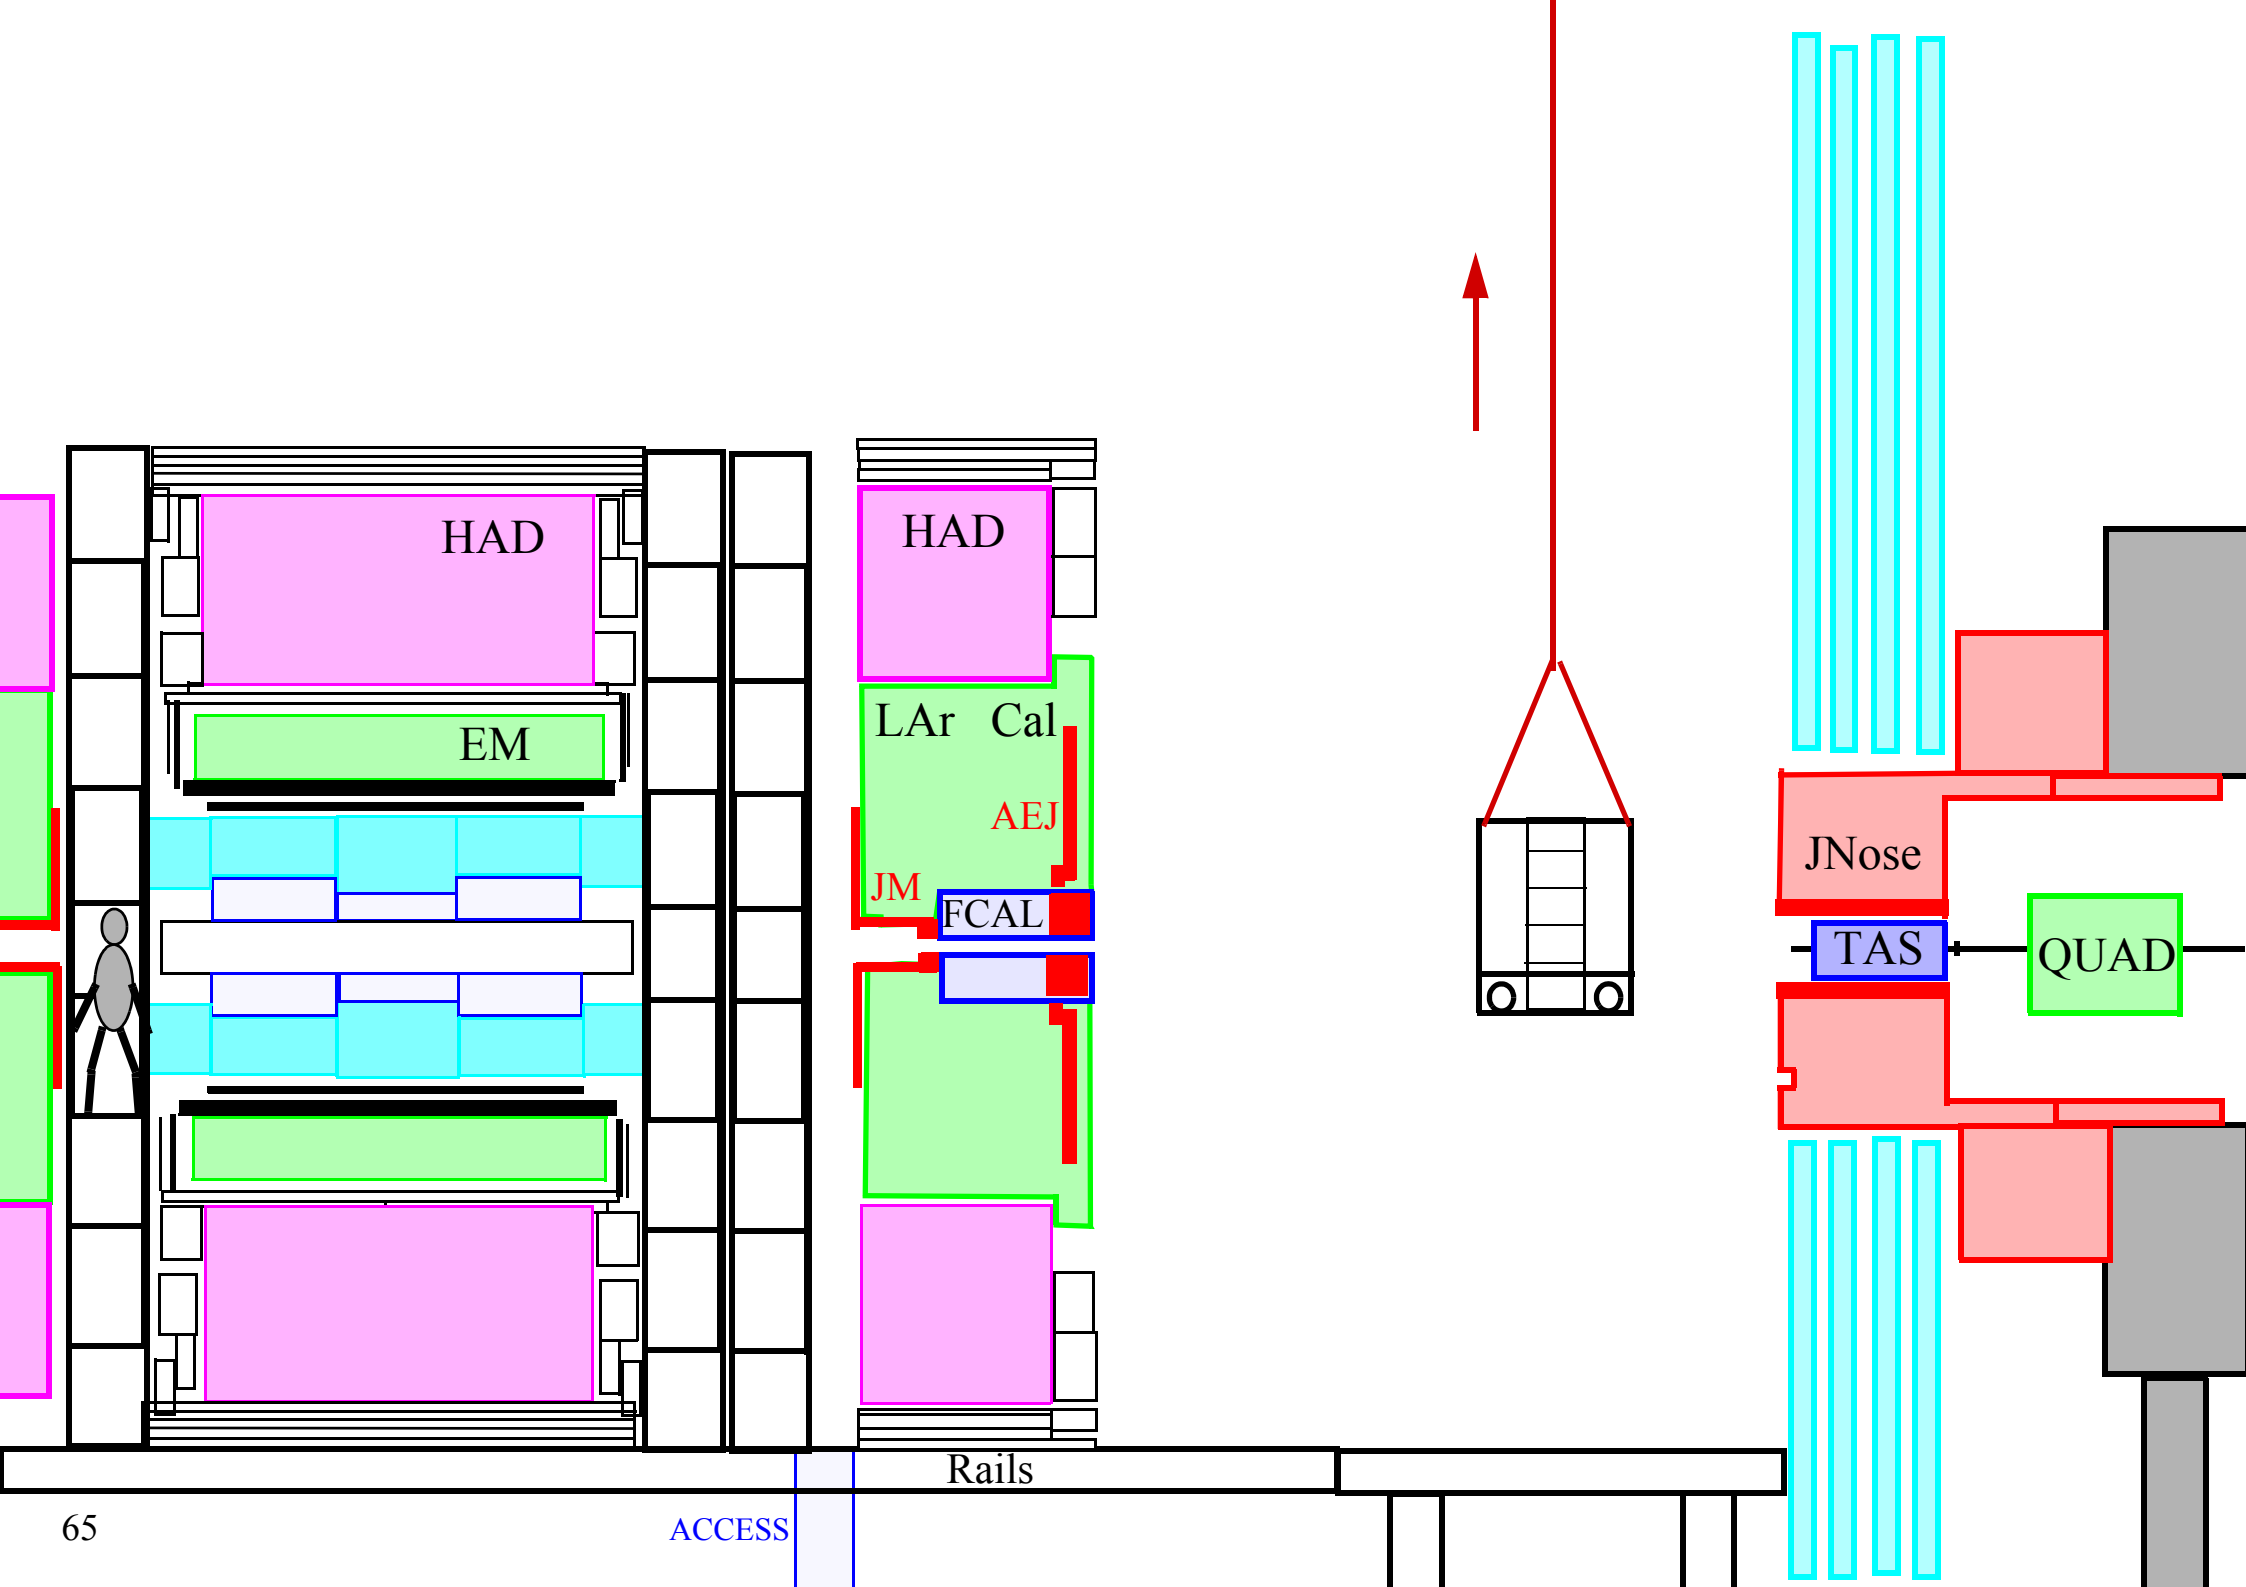 HAD
HAD
LAr Cal
EM
AEJ
JM
FCAL
JNose
TAS
QUAD
Rails
65
ACCESS